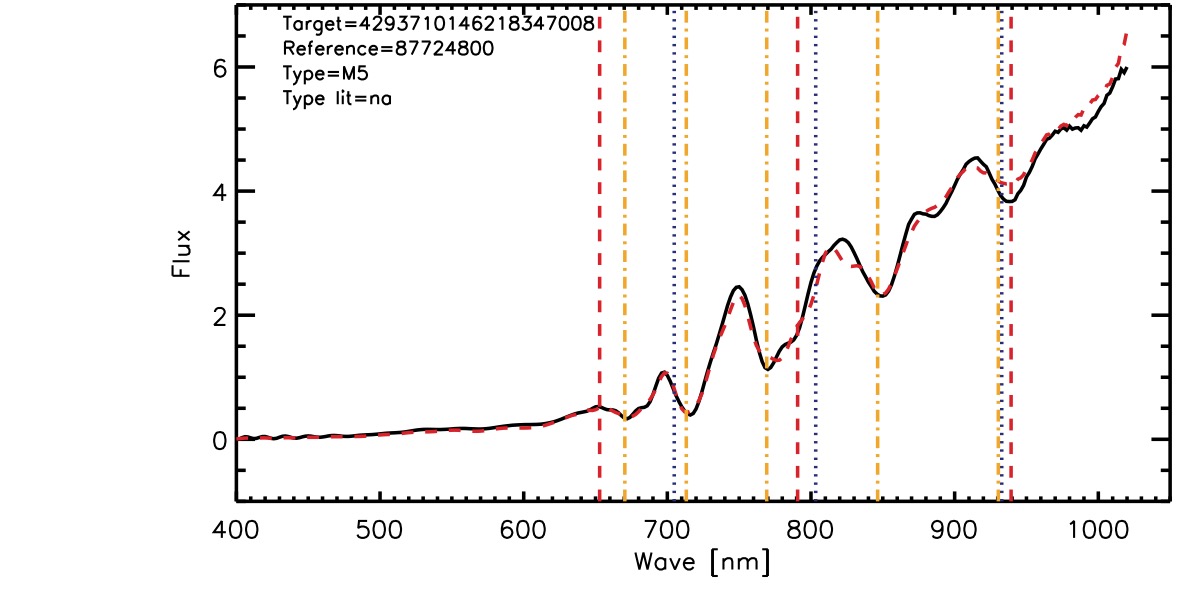 Target=4293710146218347008
Reference=87724800
Type=M5
Type lit=na
6
4
2
0
Flux
400 500 600 700 800 900 1000
Wave [nm]